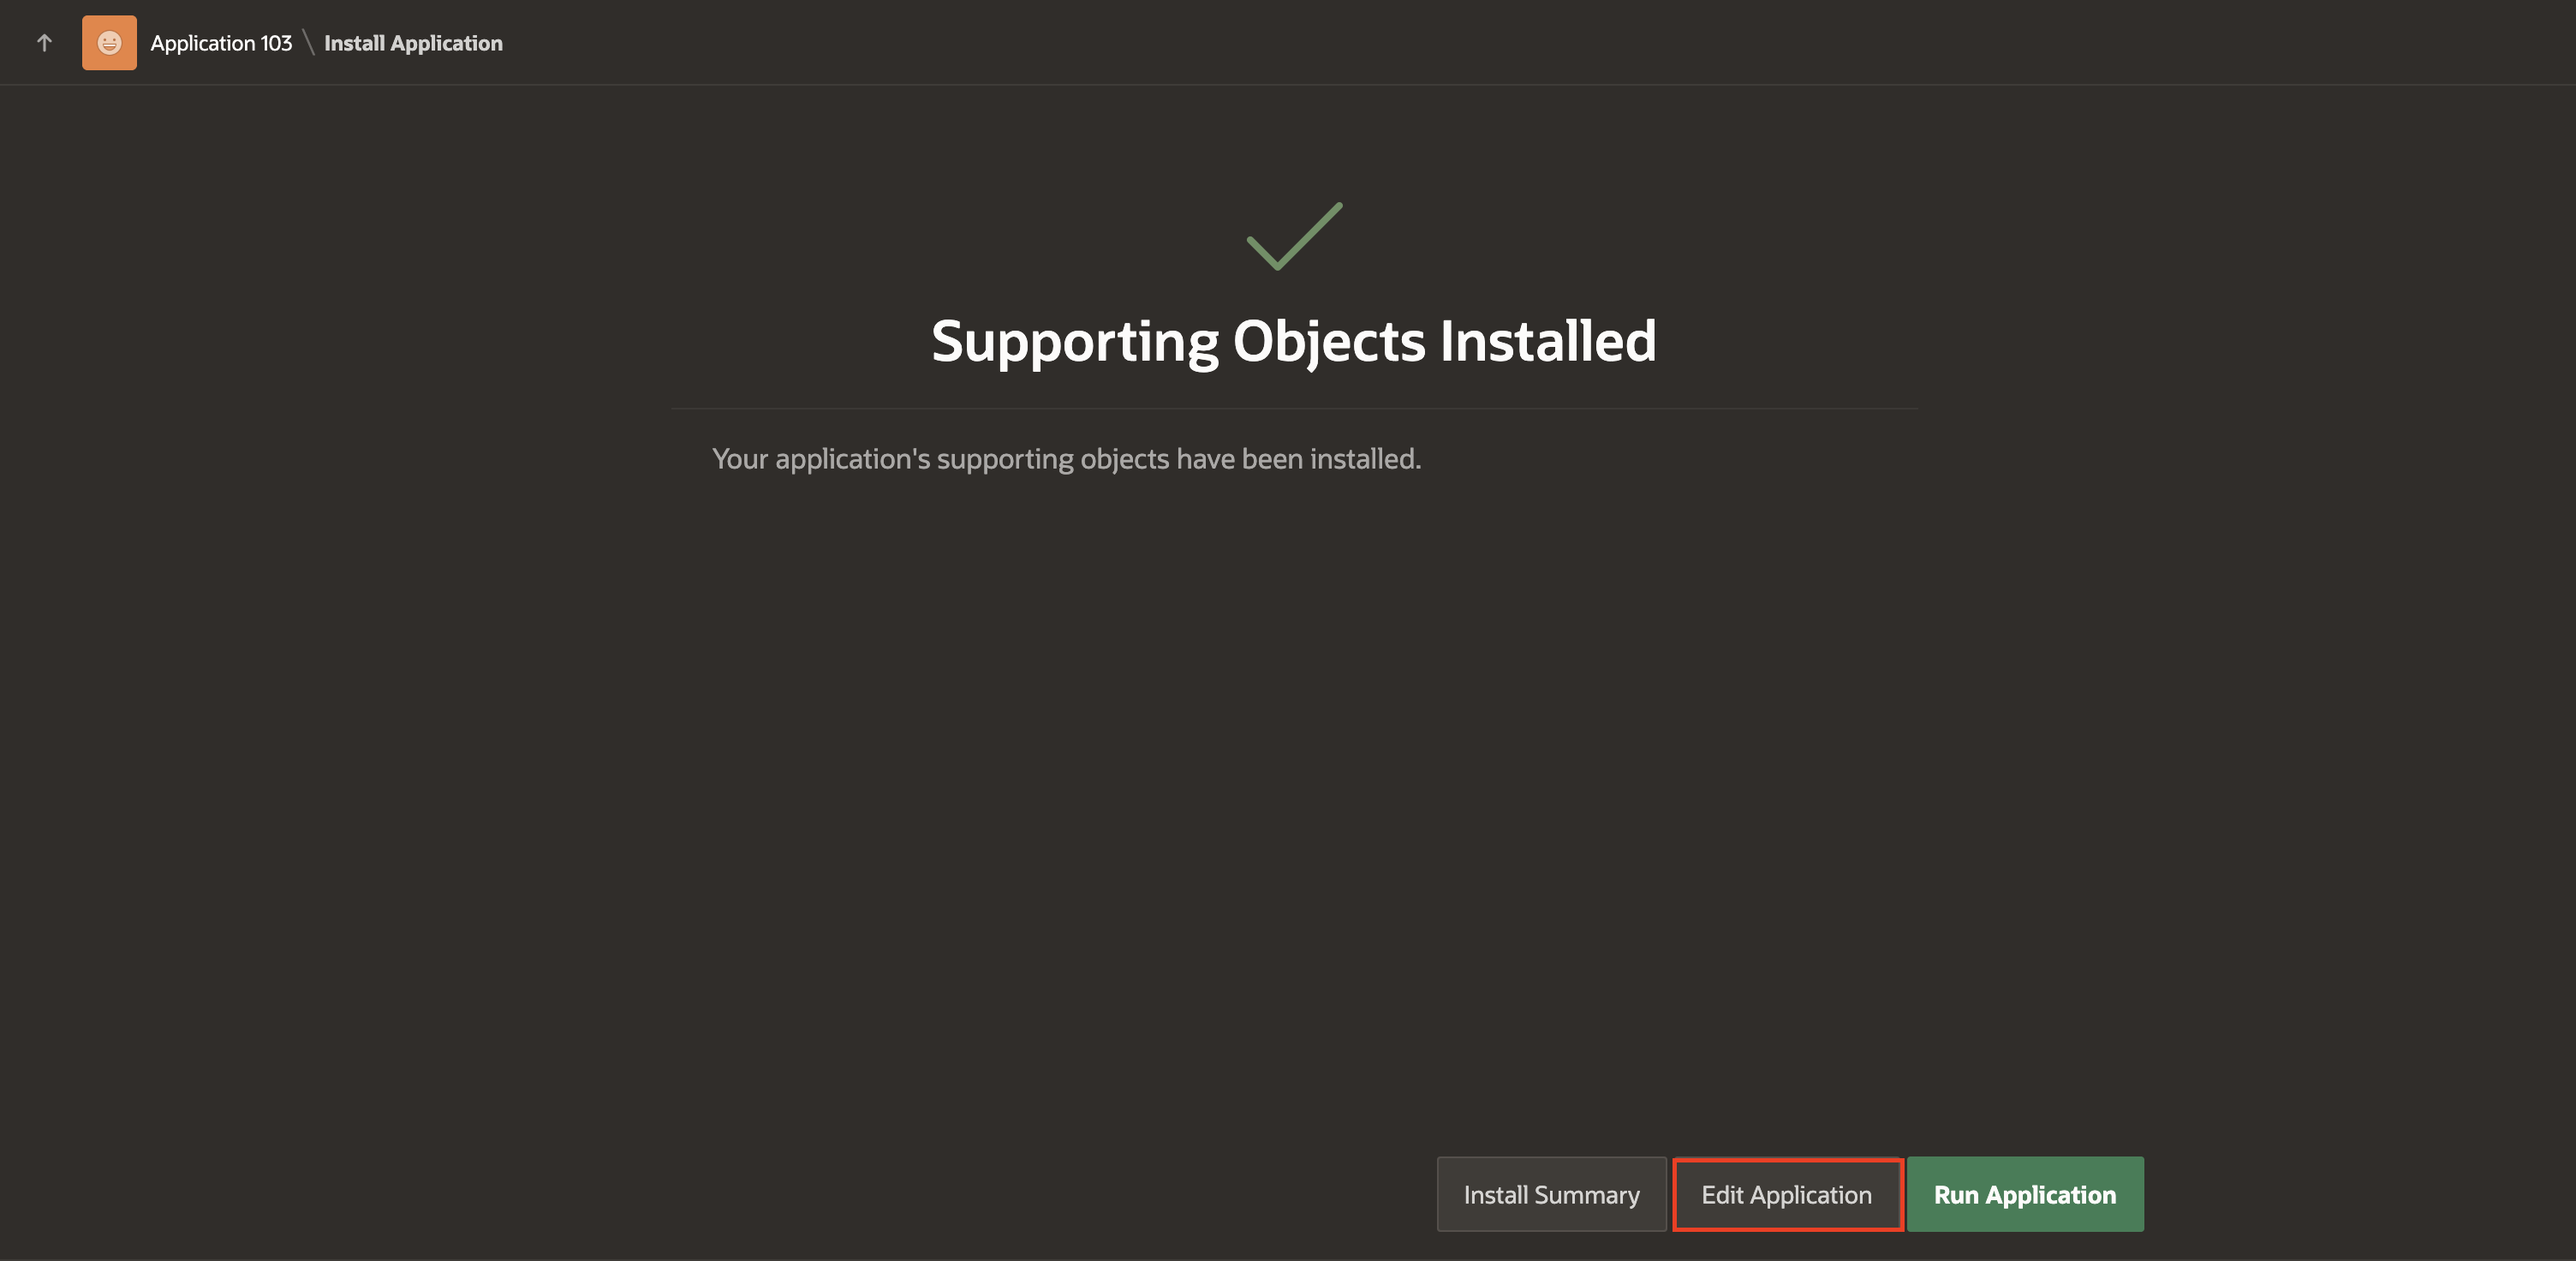 Application 103 \ Install Application
Supporting Objects Installed
Your application's supporting objects have been installed.
Install Summary
Edit Application
Run Application